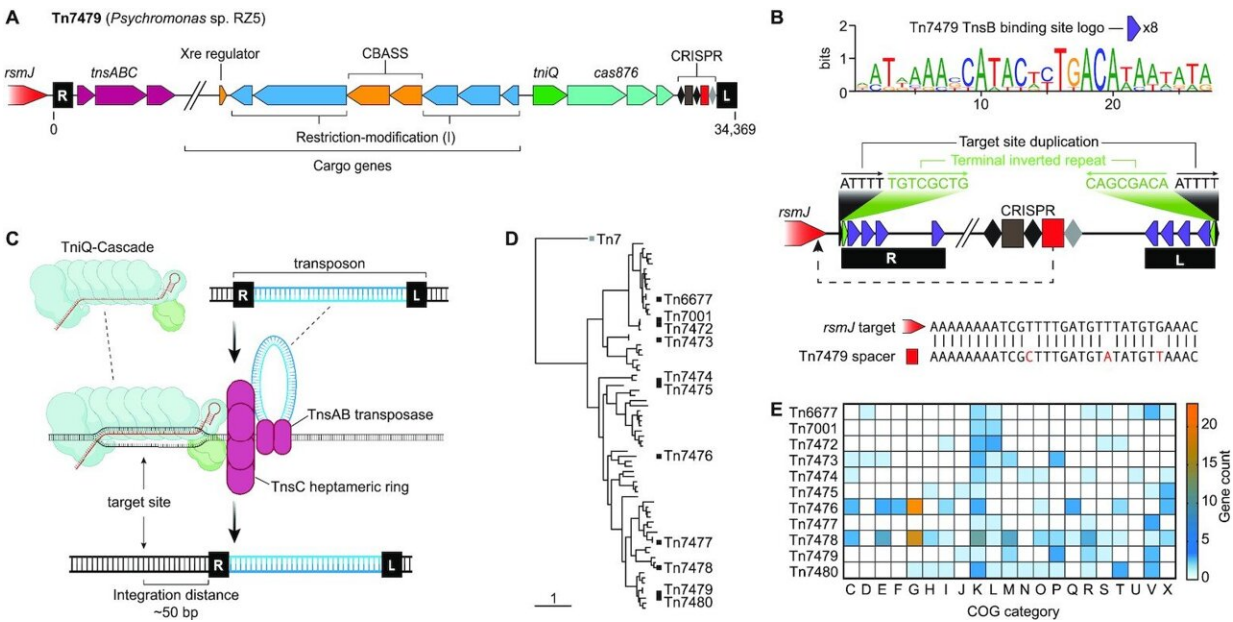 A
Tn7479 (Psychromonas sp. RZ5)
Xre regulator
CBASS
CRISPR
rsmJ
tnsABC
tniQ
cas876
R
L
0
34,369
Restriction-modification (I)
Cargo genes
B
Tn7479 TnsB binding site logo
x8
bits
2
1
0
10
20
Target site duplication
Terminal inverted repeat
ATTTT TGTCGCTG
CAGCGACA ATTTT
rsmJ
CRISPR
R
L
rsmJ target
AAAAAAAATCGTTTTGATGTTTATGTGAAAC
Tn7479 spacer
AAAAAAAATCGCTTTGATGTATATGTTAAAC
C
TniQ-Cascade
transposon
R
L
TnsAB transposase
TnsC heptameric ring
target site
R
L
Integration distance
~50 bp
D
Tn7
Tn6677
Tn7001
Tn7472
Tn7473
Tn7474
Tn7475
Tn7476
Tn7477
Tn7478
Tn7479
Tn7480
1
E
Tn6677
Tn7001
Tn7472
Tn7473
Tn7474
Tn7475
Tn7476
Tn7477
Tn7478
Tn7479
Tn7480
C D E F G H I J K L M N O P Q R S T U V X
COG category
20
15
10
5
0
Gene count